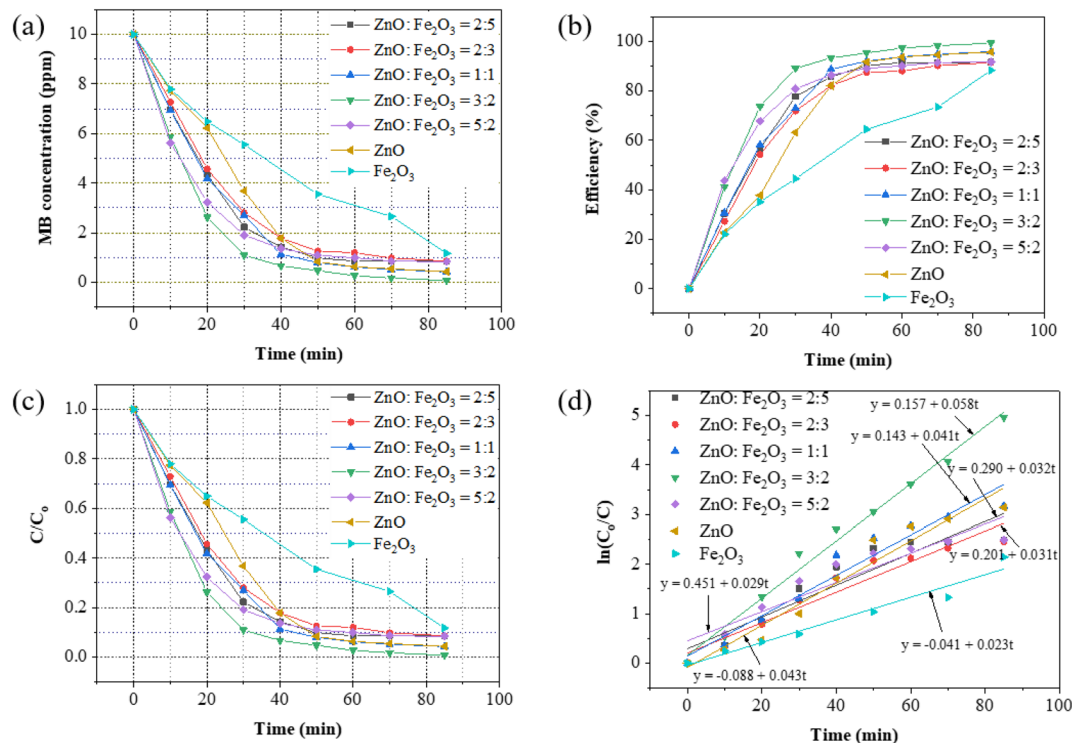 (a)
MB concentration (ppm)
10
8
6
4
2
0
0 20 40 60 80 100
Time (min)
ZnO: Fe₂O₃ = 2:5
ZnO: Fe₂O₃ = 2:3
ZnO: Fe₂O₃ = 1:1
ZnO: Fe₂O₃ = 3:2
ZnO: Fe₂O₃ = 5:2
ZnO
Fe₂O₃
(b)
Efficiency (%)
100
80
60
40
20
0
0 20 40 60 80 100
Time (min)
ZnO: Fe₂O₃ = 2:5
ZnO: Fe₂O₃ = 2:3
ZnO: Fe₂O₃ = 1:1
ZnO: Fe₂O₃ = 3:2
ZnO: Fe₂O₃ = 5:2
ZnO
Fe₂O₃
(c)
C/C₀
1.0
0.8
0.6
0.4
0.2
0.0
0 20 40 60 80 100
Time (min)
ZnO: Fe₂O₃ = 2:5
ZnO: Fe₂O₃ = 2:3
ZnO: Fe₂O₃ = 1:1
ZnO: Fe₂O₃ = 3:2
ZnO: Fe₂O₃ = 5:2
ZnO
Fe₂O₃
(d)
ln(C₀/C)
5
4
3
2
1
0
0 20 40 60 80 100
Time (min)
ZnO: Fe₂O₃ = 2:5
ZnO: Fe₂O₃ = 2:3
ZnO: Fe₂O₃ = 1:1
ZnO: Fe₂O₃ = 3:2
ZnO: Fe₂O₃ = 5:2
ZnO
Fe₂O₃
y = 0.157 + 0.058t
y = 0.143 + 0.041t
y = 0.290 + 0.032t
y = 0.201 + 0.031t
y = 0.451 + 0.029t
y = -0.041 + 0.023t
y = -0.088 + 0.043t